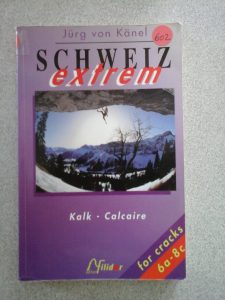 Jürg von Känel
602
SCHWEIZ
extrem
Kalk · Calcaire
for cracks
6a-8c
Filidor